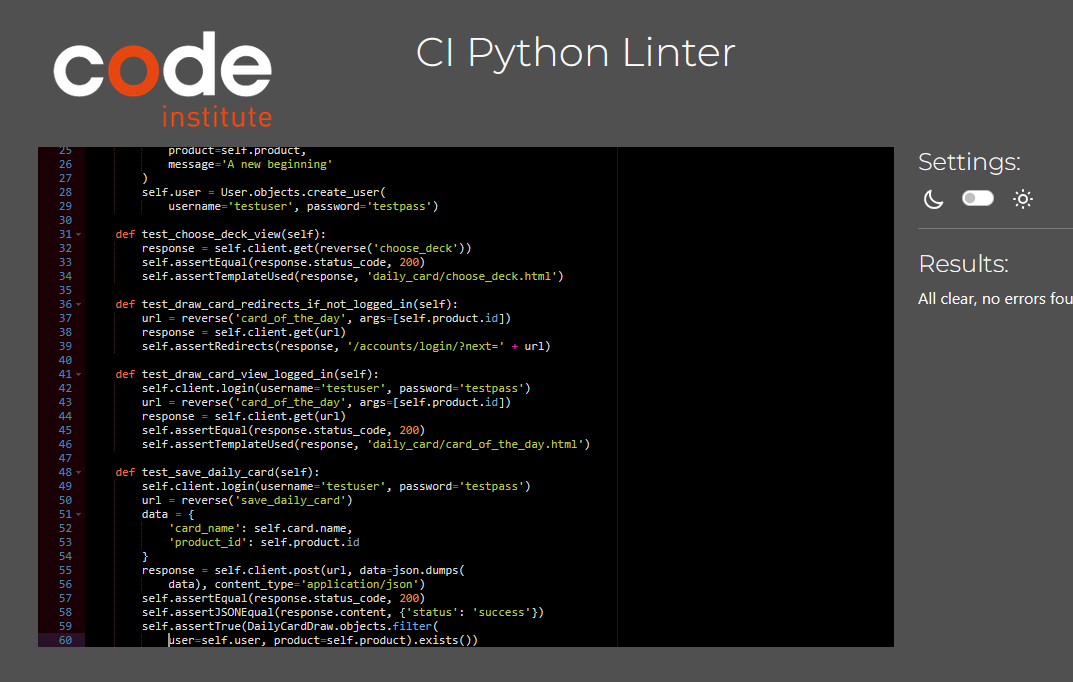 code
institute
CI Python Linter
25 product=self.product,
26 message='A new beginning'
27 )
28 self.user = User.objects.create_user(
29 username='testuser', password='testpass')
30
31 def test_choose_deck_view(self):
32 response = self.client.get(reverse('choose_deck'))
33 self.assertEqual(response.status_code, 200)
34 self.assertTemplateUsed(response, 'daily_card/choose_deck.html')
35
36 def test_draw_card_redirects_if_not_logged_in(self):
37 url = reverse('card_of_the_day', args=[self.product.id])
38 response = self.client.get(url)
39 self.assertRedirects(response, '/accounts/login/?next=' + url)
40
41 def test_draw_card_view_logged_in(self):
42 self.client.login(username='testuser', password='testpass')
43 url = reverse('card_of_the_day', args=[self.product.id])
44 response = self.client.get(url)
45 self.assertEqual(response.status_code, 200)
46 self.assertTemplateUsed(response, 'daily_card/card_of_the_day.html')
47
48 def test_save_daily_card(self):
49 self.client.login(username='testuser', password='testpass')
50 url = reverse('save_daily_card')
51 data = {
52 'card_name': self.card.name,
53 'product_id': self.product.id
54 }
55 response = self.client.post(url, data=json.dumps(
56 data), content_type='application/json')
57 self.assertEqual(response.status_code, 200)
58 self.assertJSONEqual(response.content, {'status': 'success'})
59 self.assertTrue(DailyCardDraw.objects.filter(
60 user=self.user, product=self.product).exists())
Settings:
Results:
All clear, no errors fou